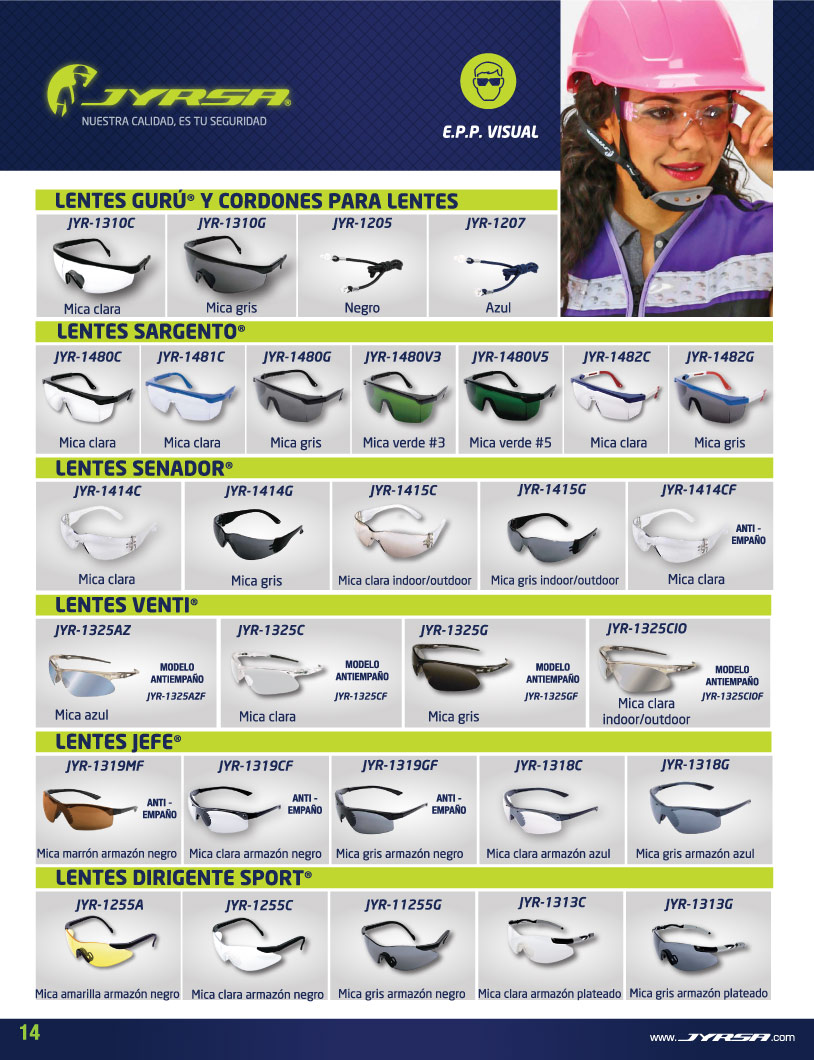 JYRSA®
NUESTRA CALIDAD, ES TU SEGURIDAD
E.P.P. VISUAL
LENTES GURÚ® Y CORDONES PARA LENTES
JYR-1310C JYR-1310G JYR-1205 JYR-1207
Mica clara Mica gris Negro Azul
LENTES SARGENTO®
JYR-1480C JYR-1481C JYR-1480G JYR-1480V3 JYR-1480V5 JYR-1482C JYR-1482G
Mica clara Mica clara Mica gris Mica verde #3 Mica verde #5 Mica clara Mica gris
LENTES SENADOR®
JYR-1414C JYR-1414G JYR-1415C JYR-1415G JYR-1414CF
ANTI -
EMPAÑO
Mica clara Mica gris Mica clara indoor/outdoor Mica gris indoor/outdoor Mica clara
LENTES VENTI®
JYR-1325AZ JYR-1325C JYR-1325G JYR-1325CIO
MODELO MODELO MODELO MODELO
ANTIEMPAÑO ANTIEMPAÑO ANTIEMPAÑO ANTIEMPAÑO
JYR-1325AZF JYR-1325CF JYR-1325GF JYR-1325CIOF
Mica azul Mica clara Mica gris Mica clara
indoor/outdoor
LENTES JEFE®
JYR-1319MF JYR-1319CF JYR-1319GF JYR-1318C JYR-1318G
ANTI - ANTI - ANTI -
EMPAÑO EMPAÑO EMPAÑO
Mica marrón armazón negro Mica clara armazón negro Mica gris armazón negro Mica clara armazón azul Mica gris armazón azul
LENTES DIRIGENTE SPORT®
JYR-1255A JYR-1255C JYR-11255G JYR-1313C JYR-1313G
Mica amarilla armazón negro Mica clara armazón negro Mica gris armazón negro Mica clara armazón plateado Mica gris armazón plateado
14
www.JYRSA.com